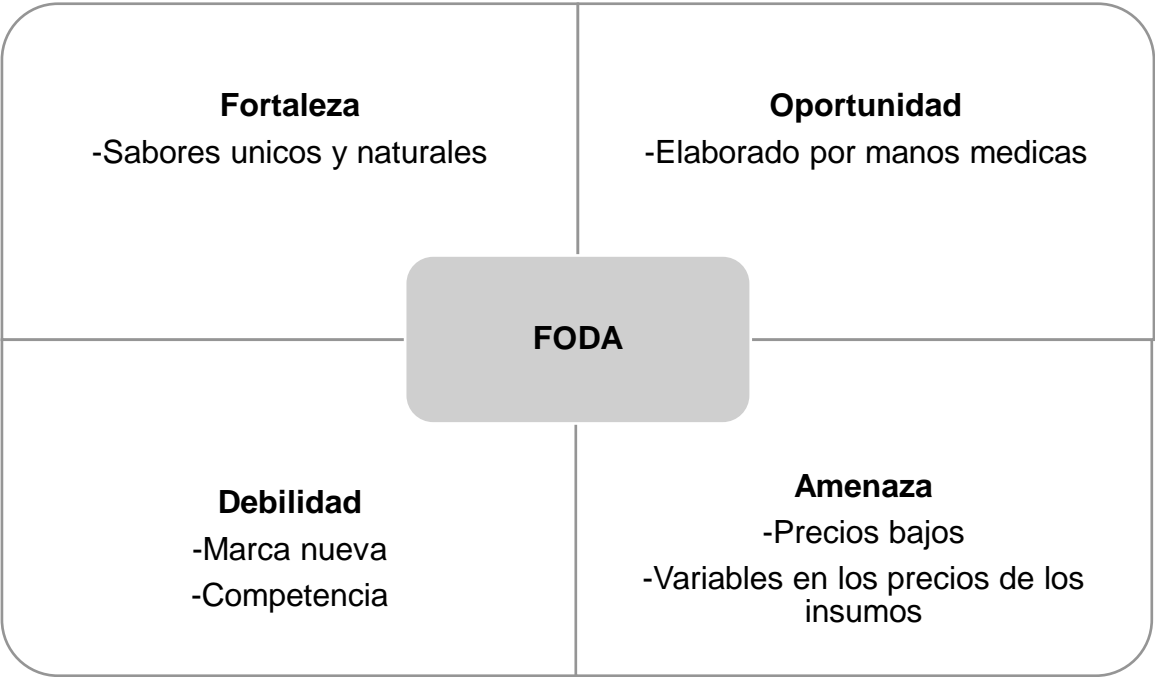 Fortaleza
-Sabores unicos y naturales
Oportunidad
-Elaborado por manos medicas
FODA
Debilidad
-Marca nueva
-Competencia
Amenaza
-Precios bajos
-Variables en los precios de los
insumos